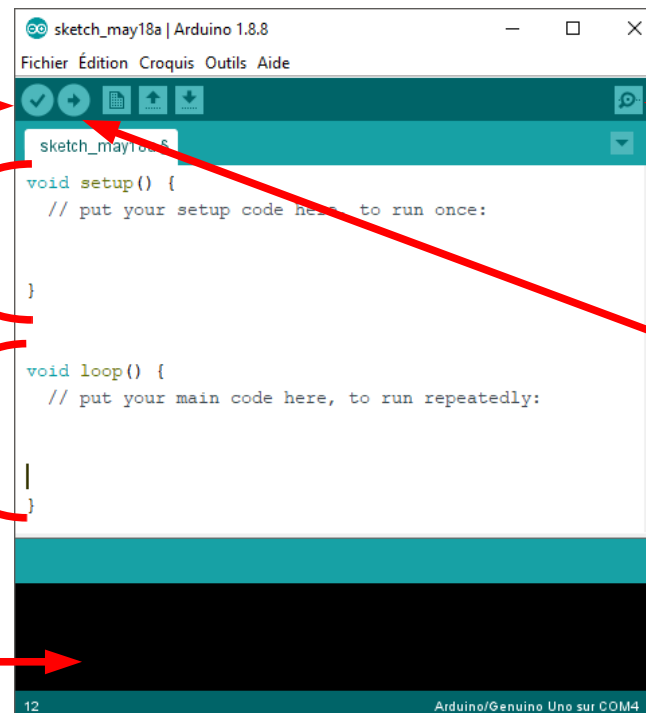 sketch_may18a | Arduino 1.8.8
Fichier Édition Croquis Outils Aide
sketch_may18a §
void setup() {
// put your setup code here, to run once:
}
void loop() {
// put your main code here, to run repeatedly:
}
12
Arduino/Genuino Uno sur COM4